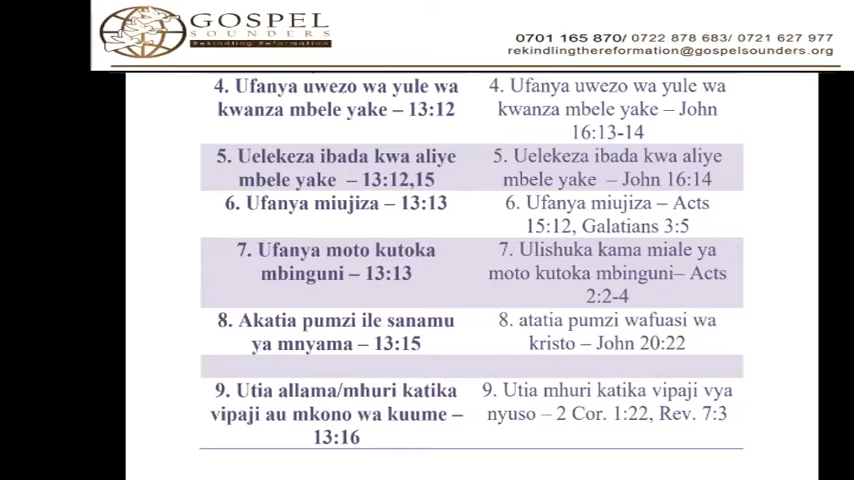 GOSPEL
SOUNDERS
Rekindling Reformation
0701 165 870/ 0722 878 683/ 0721 627 977
rekindlingthereformation@gospelsounders.org
4. Ufanya uwezo wa yule wa
kwanza mbele yake – 13:12
4. Ufanya uwezo wa yule wa
kwanza mbele yake – John
16:13-14
5. Uelekeza ibada kwa aliye
mbele yake – 13:12,15
5. Uelekeza ibada kwa aliye
mbele yake – John 16:14
6. Ufanya miujiza – 13:13
6. Ufanya miujiza – Acts
15:12, Galatians 3:5
7. Ufanya moto kutoka
mbinguni – 13:13
7. Ulishuka kama miale ya
moto kutoka mbinguni– Acts
2:2-4
8. Akatia pumzi ile sanamu
ya mnyama – 13:15
8. atatia pumzi wafuasi wa
kristo – John 20:22
9. Utia allama/mhuri katika
vipaji au mkono wa kuume –
13:16
9. Utia mhuri katika vipaji vya
nyuso – 2 Cor. 1:22, Rev. 7:3